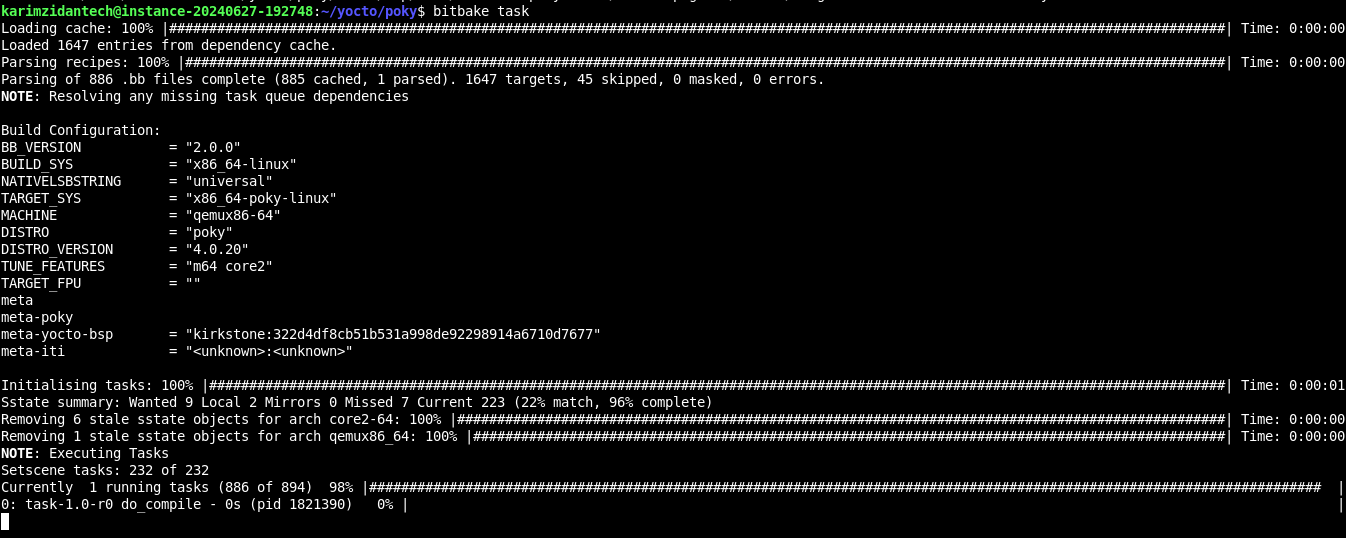 karimzidantech@instance-20240627-192748:~/yocto/poky$ bitbake task
Loading cache: 100% |####################################################################################################################################| Time: 0:00:00
Loaded 1647 entries from dependency cache.
Parsing recipes: 100% |##################################################################################################################################| Time: 0:00:00
Parsing of 886 .bb files complete (885 cached, 1 parsed). 1647 targets, 45 skipped, 0 masked, 0 errors.
NOTE: Resolving any missing task queue dependencies
Build Configuration:
BB_VERSION           = "2.0.0"
BUILD_SYS            = "x86_64-linux"
NATIVELSBSTRING      = "universal"
TARGET_SYS           = "x86_64-poky-linux"
MACHINE              = "qemux86-64"
DISTRO               = "poky"
DISTRO_VERSION       = "4.0.20"
TUNE_FEATURES        = "m64 core2"
TARGET_FPU           = ""
meta
meta-poky
meta-yocto-bsp       = "kirkstone:322d4df8cb51b531a998de92298914a6710d7677"
meta-iti             = "<unknown>:<unknown>"
Initialising tasks: 100% |###############################################################################################################################| Time: 0:00:01
Sstate summary: Wanted 9 Local 2 Mirrors 0 Missed 7 Current 223 (22% match, 96% complete)
Removing 6 stale sstate objects for arch core2-64: 100% |################################################################################################| Time: 0:00:00
Removing 1 stale sstate objects for arch qemux86_64: 100% |##############################################################################################| Time: 0:00:00
NOTE: Executing Tasks
Setscene tasks: 232 of 232
Currently  1 running tasks (886 of 894)  98% |#######################################################################################################################  |
0: task-1.0-r0 do_compile - 0s (pid 1821390)   0% |                                                                                                                    |